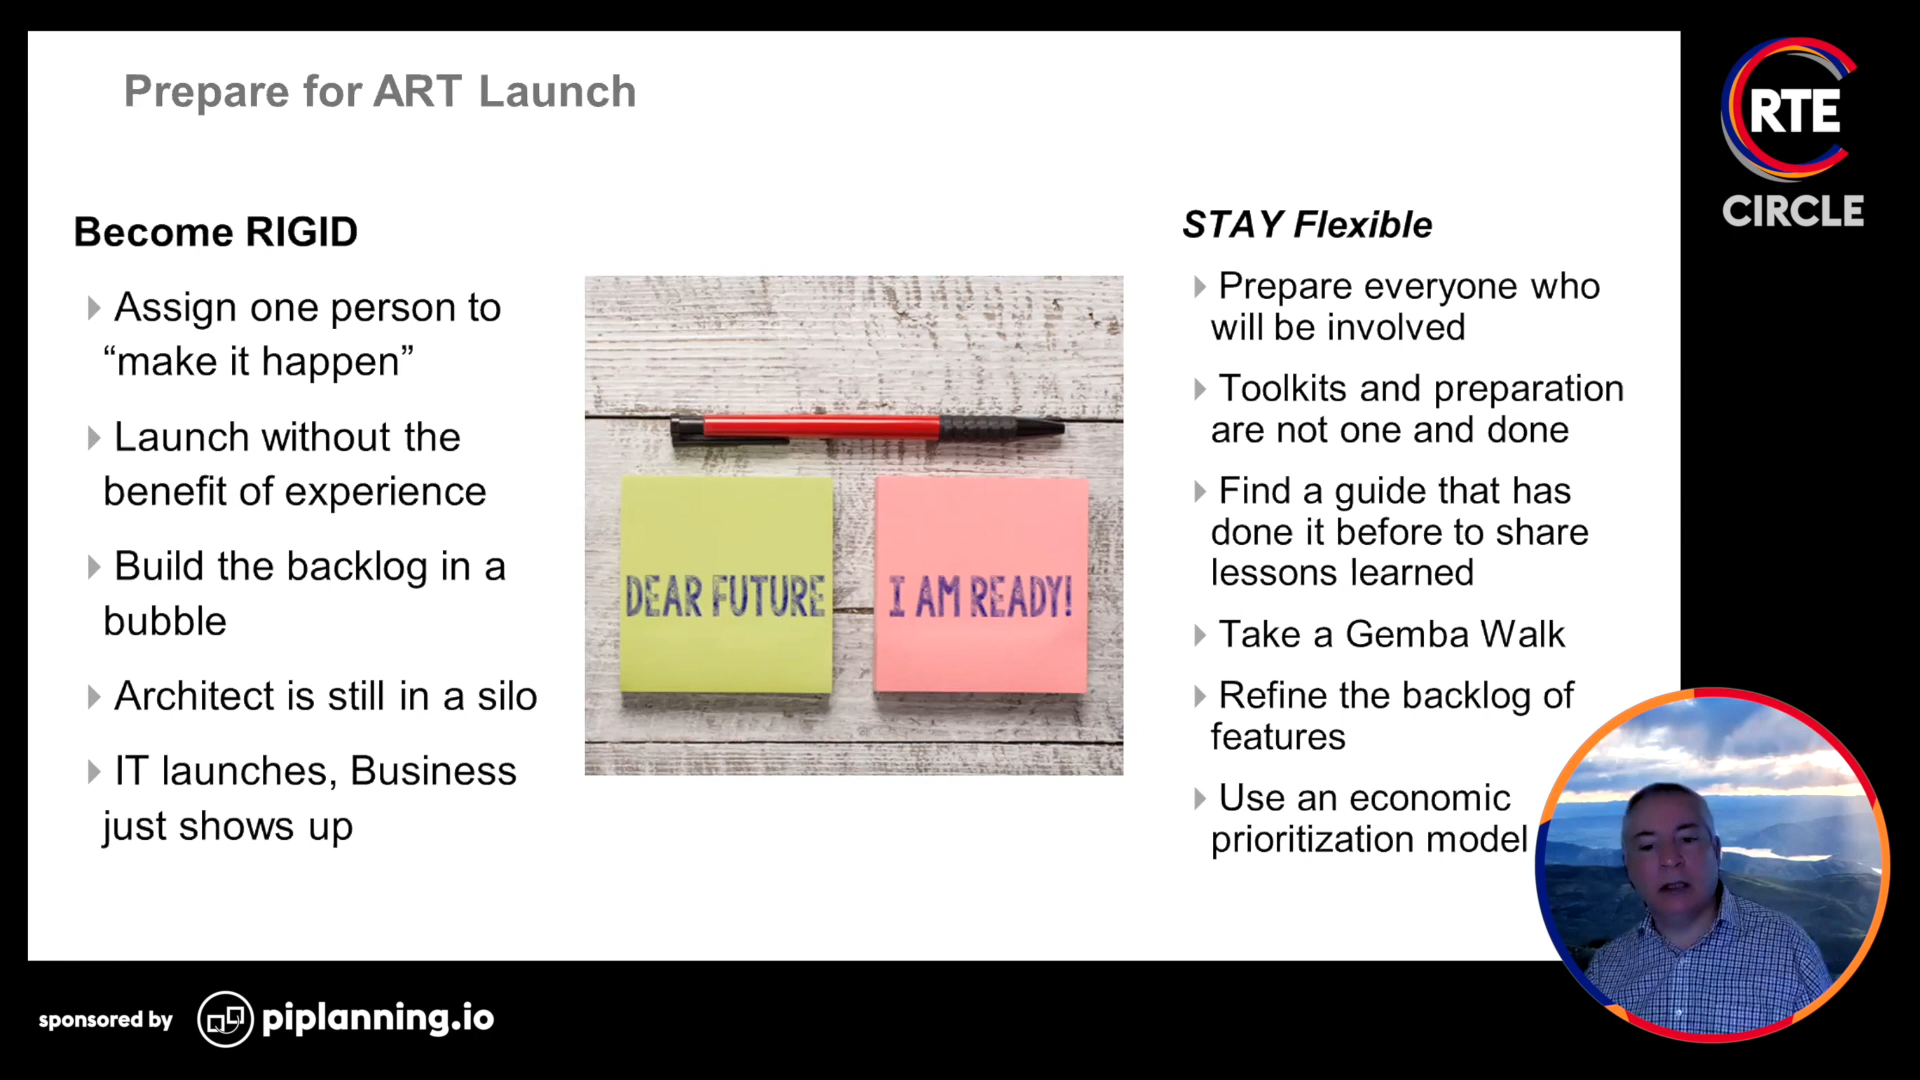 Prepare for ART Launch
RTE
CIRCLE
Become RIGID
Assign one person to
“make it happen”
Launch without the
benefit of experience
Build the backlog in a
bubble
Architect is still in a silo
IT launches, Business
just shows up
DEAR FUTURE
I AM READY!
STAY Flexible
Prepare everyone who
will be involved
Toolkits and preparation
are not one and done
Find a guide that has
done it before to share
lessons learned
Take a Gemba Walk
Refine the backlog of
features
Use an economic
prioritization model
sponsored by piplanning.io